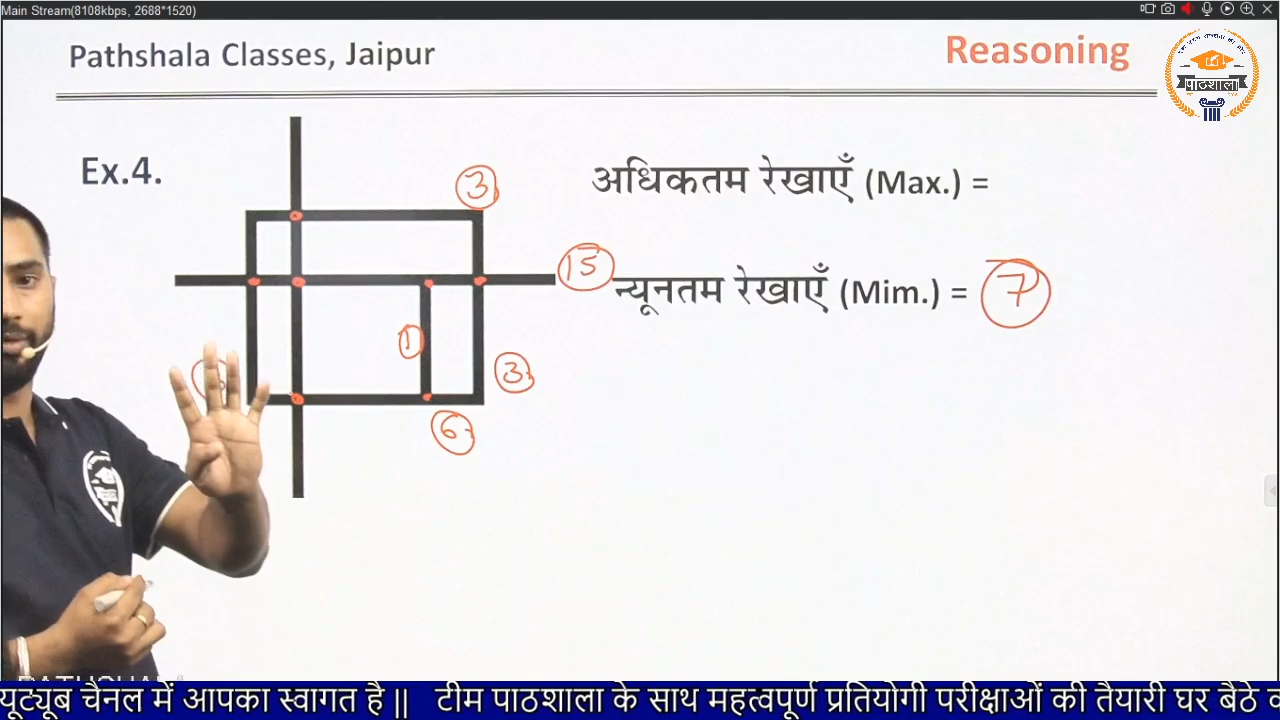 Main Stream(8108kbps, 2688*1520)
Pathshala Classes, Jaipur
Reasoning
पाठशाला
Ex.4.
अधिकतम रेखाएँ (Max.) =
3
15
न्यूनतम रेखाएँ (Mim.) = 7
1
3
6
यूट्यूब चैनल में आपका स्वागत है || टीम पाठशाला के साथ महत्वपूर्ण प्रतियोगी परीक्षाओं की तैयारी घर बैठे